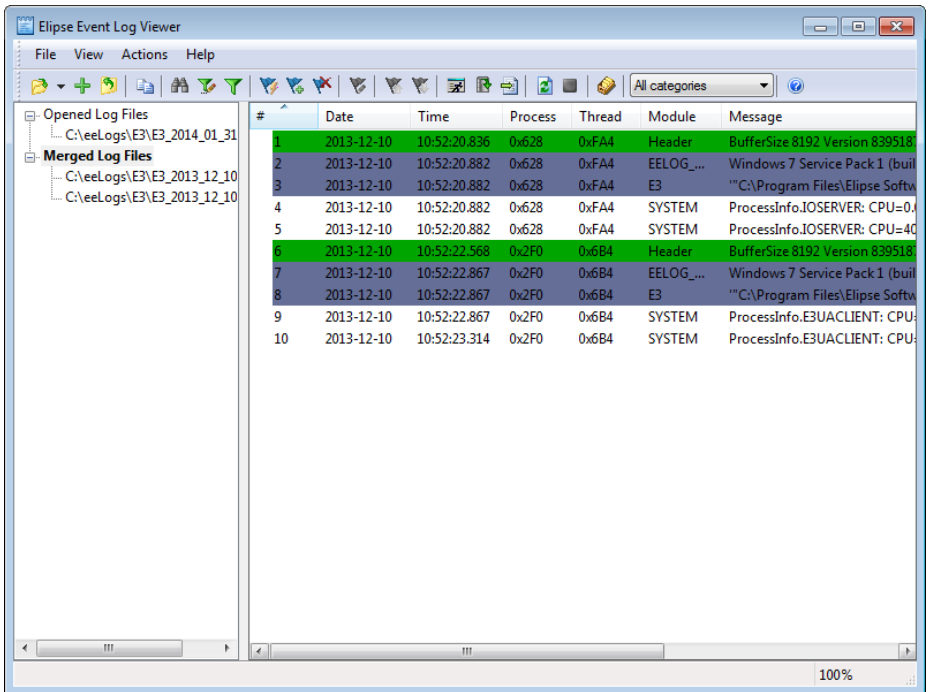 Elipse Event Log Viewer
File View Actions Help
All categories
Opened Log Files
C:\eeLogs\E3\E3_2014_01_31
Merged Log Files
C:\eeLogs\E3\E3_2013_12_10
C:\eeLogs\E3\E3_2013_12_10
# Date Time Process Thread Module Message
1 2013-12-10 10:52:20.836 0x628 0xFA4 Header BufferSize 8192 Version 8395187
2 2013-12-10 10:52:20.882 0x628 0xFA4 EELOG_... Windows 7 Service Pack 1 (buil
3 2013-12-10 10:52:20.882 0x628 0xFA4 E3 '"C:\Program Files\Elipse Softw
4 2013-12-10 10:52:20.882 0x628 0xFA4 SYSTEM ProcessInfo.IOSERVER: CPU=0.0
5 2013-12-10 10:52:20.882 0x628 0xFA4 SYSTEM ProcessInfo.IOSERVER: CPU=40
6 2013-12-10 10:52:22.568 0x2F0 0x6B4 Header BufferSize 8192 Version 8395187
7 2013-12-10 10:52:22.867 0x2F0 0x6B4 EELOG_... Windows 7 Service Pack 1 (buil
8 2013-12-10 10:52:22.867 0x2F0 0x6B4 E3 '"C:\Program Files\Elipse Softw
9 2013-12-10 10:52:22.867 0x2F0 0x6B4 SYSTEM ProcessInfo.E3UACLIENT: CPU=
10 2013-12-10 10:52:23.314 0x2F0 0x6B4 SYSTEM ProcessInfo.E3UACLIENT: CPU=
100%